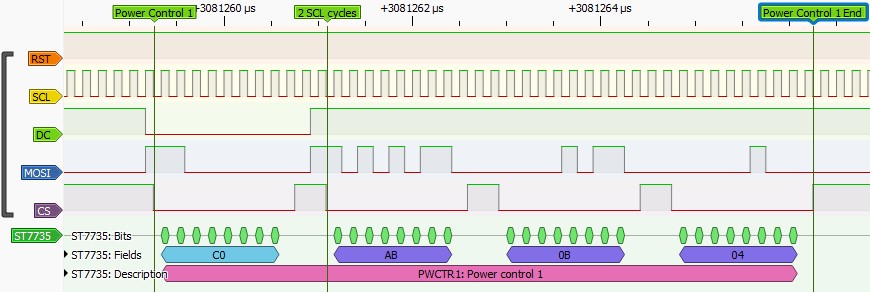 +3081260 µs +3081262 µs +3081264 µs
Power Control 1 2 SCL cycles Power Control 1 End
RST
SCL
DC
MOSI
CS
ST7735 ST7735: Bits
ST7735: Fields C0 AB 0B 04
ST7735: Description PWCTR1: Power control 1